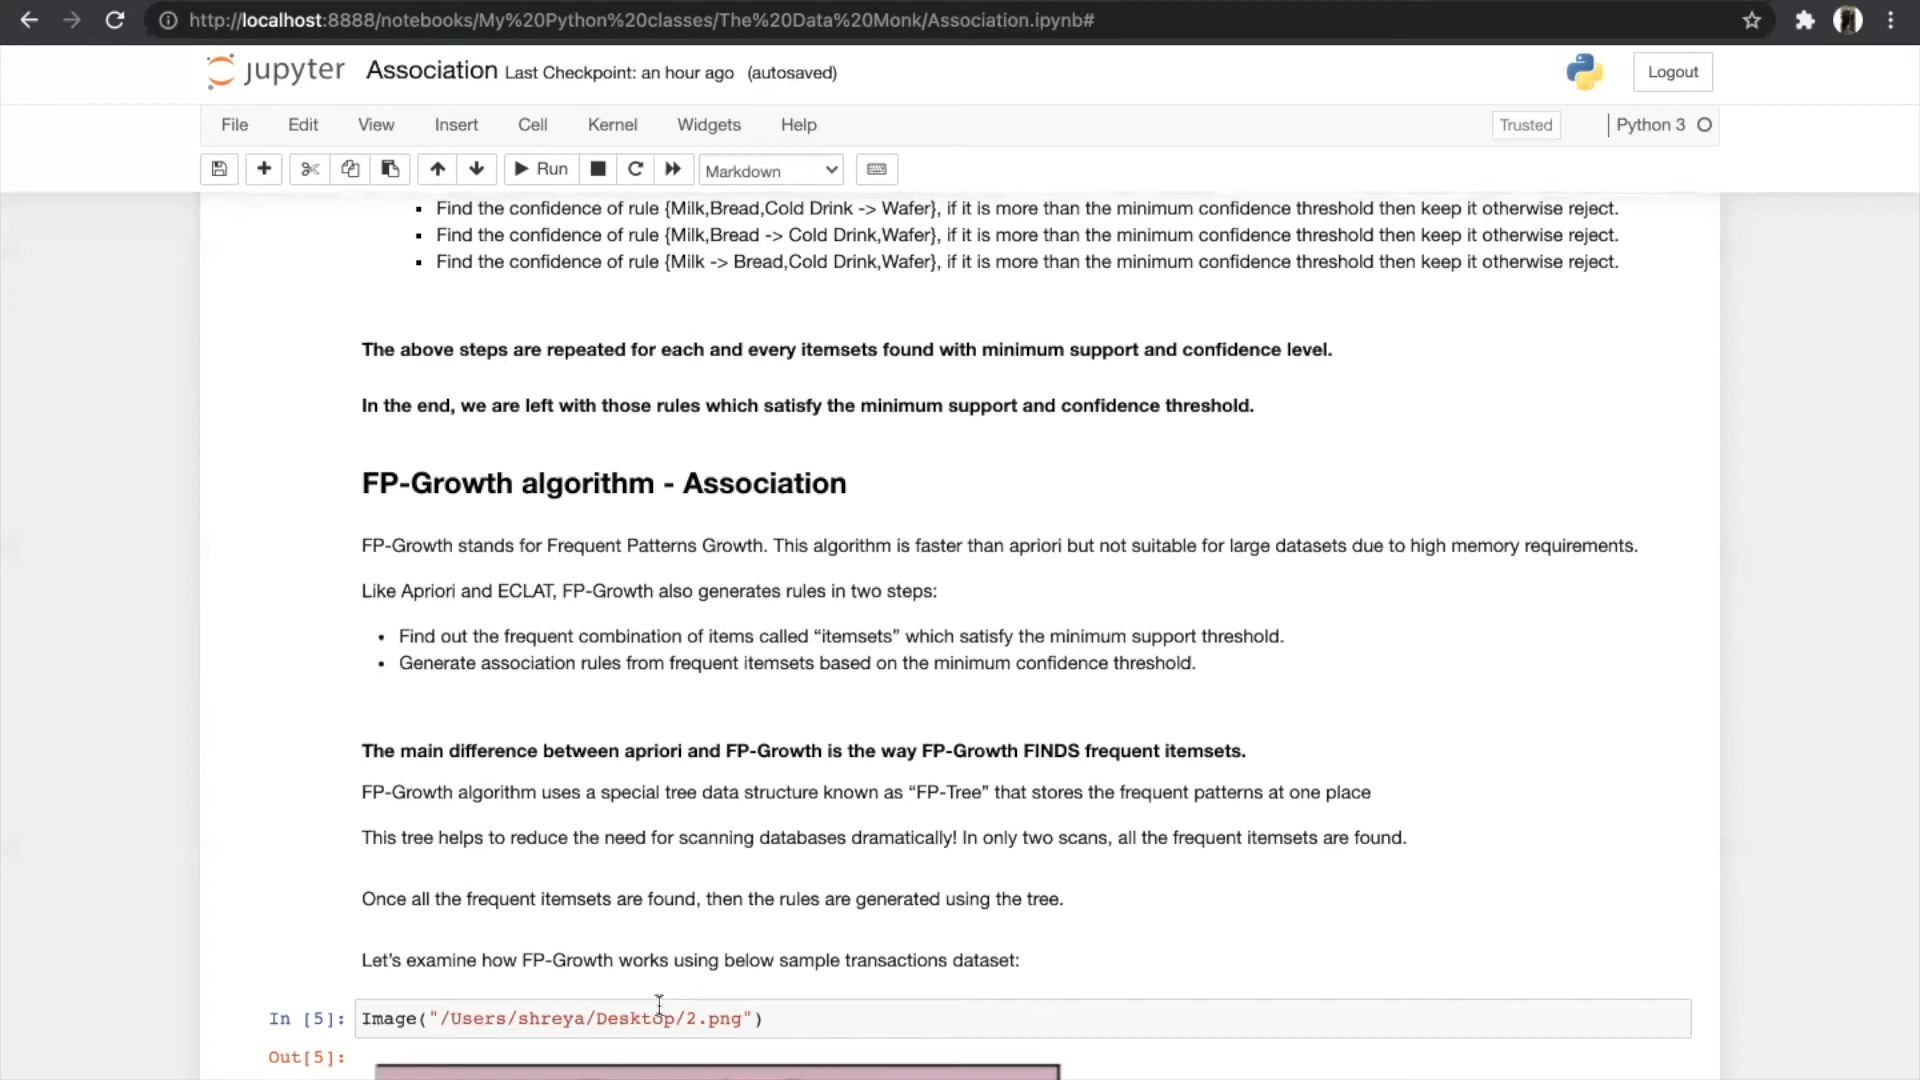 http://localhost:8888/notebooks/My%20Python%20classes/The%20Data%20Monk/Association.ipynb#
jupyter Association Last Checkpoint: an hour ago (autosaved)
Logout
File Edit View Insert Cell Kernel Widgets Help
Trusted
Python 3
Run
Markdown
Find the confidence of rule {Milk,Bread,Cold Drink -> Wafer}, if it is more than the minimum confidence threshold then keep it otherwise reject.
Find the confidence of rule {Milk,Bread -> Cold Drink,Wafer}, if it is more than the minimum confidence threshold then keep it otherwise reject.
Find the confidence of rule {Milk -> Bread,Cold Drink,Wafer}, if it is more than the minimum confidence threshold then keep it otherwise reject.
The above steps are repeated for each and every itemsets found with minimum support and confidence level.
In the end, we are left with those rules which satisfy the minimum support and confidence threshold.
FP-Growth algorithm - Association
FP-Growth stands for Frequent Patterns Growth. This algorithm is faster than apriori but not suitable for large datasets due to high memory requirements.
Like Apriori and ECLAT, FP-Growth also generates rules in two steps:
Find out the frequent combination of items called “itemsets” which satisfy the minimum support threshold.
Generate association rules from frequent itemsets based on the minimum confidence threshold.
The main difference between apriori and FP-Growth is the way FP-Growth FINDS frequent itemsets.
FP-Growth algorithm uses a special tree data structure known as “FP-Tree” that stores the frequent patterns at one place
This tree helps to reduce the need for scanning databases dramatically! In only two scans, all the frequent itemsets are found.
Once all the frequent itemsets are found, then the rules are generated using the tree.
Let’s examine how FP-Growth works using below sample transactions dataset:
In [5]: Image("/Users/shreya/Desktop/2.png")
Out[5]: